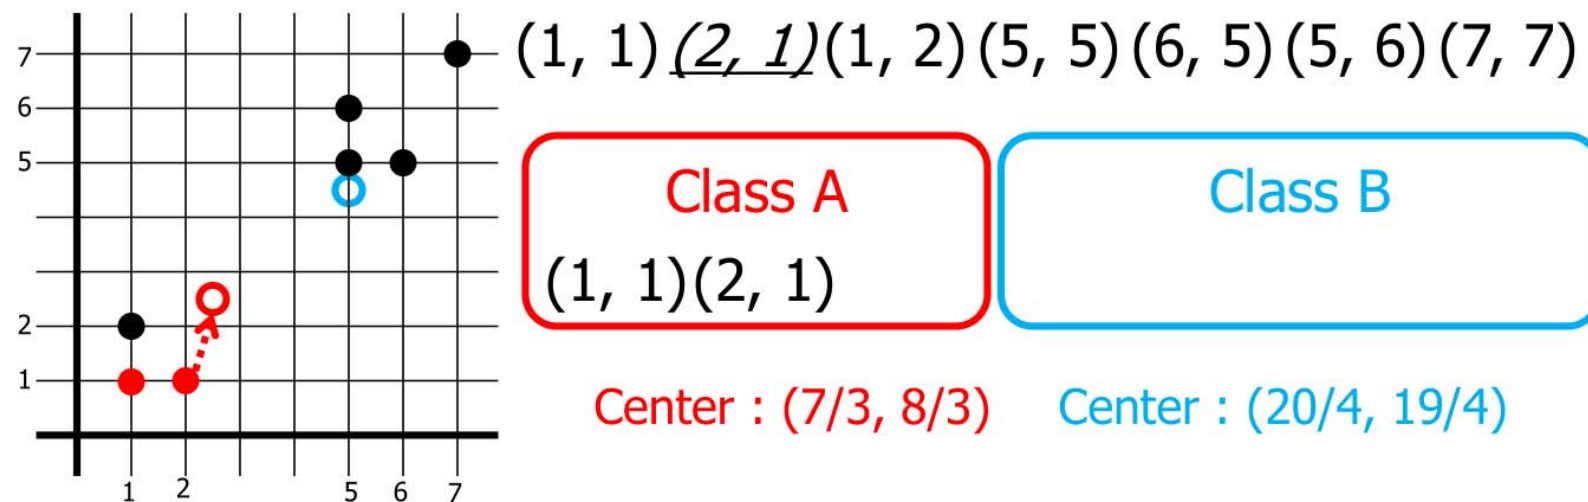 (1, 1) (2, 1) (1, 2) (5, 5) (6, 5) (5, 6) (7, 7)
7
6
5
2
1
1 2 5 6 7
Class A
(1, 1) (2, 1)
Center : (7/3, 8/3)
Class B
Center : (20/4, 19/4)